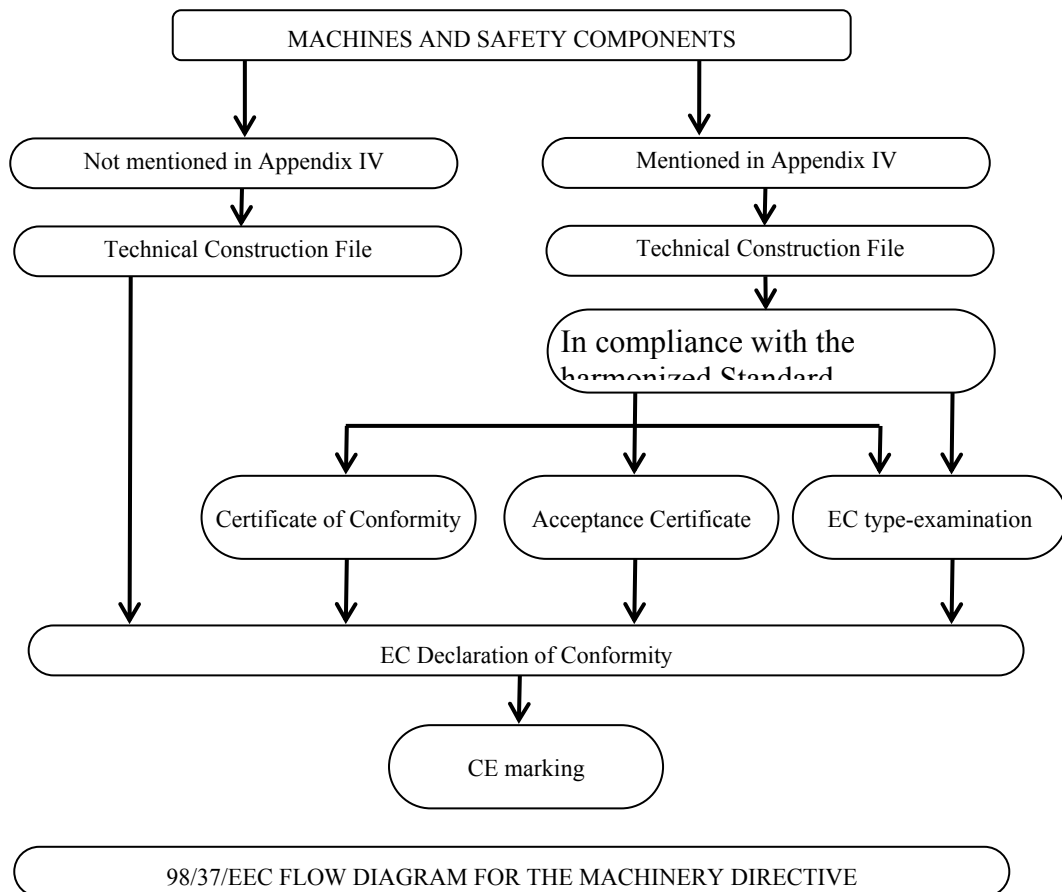 MACHINES AND SAFETY COMPONENTS
Not mentioned in Appendix IV
Mentioned in Appendix IV
Technical Construction File
Technical Construction File
In compliance with the
harmonized Standard
Certificate of Conformity
Acceptance Certificate
EC type-examination
EC Declaration of Conformity
CE marking
98/37/EEC FLOW DIAGRAM FOR THE MACHINERY DIRECTIVE